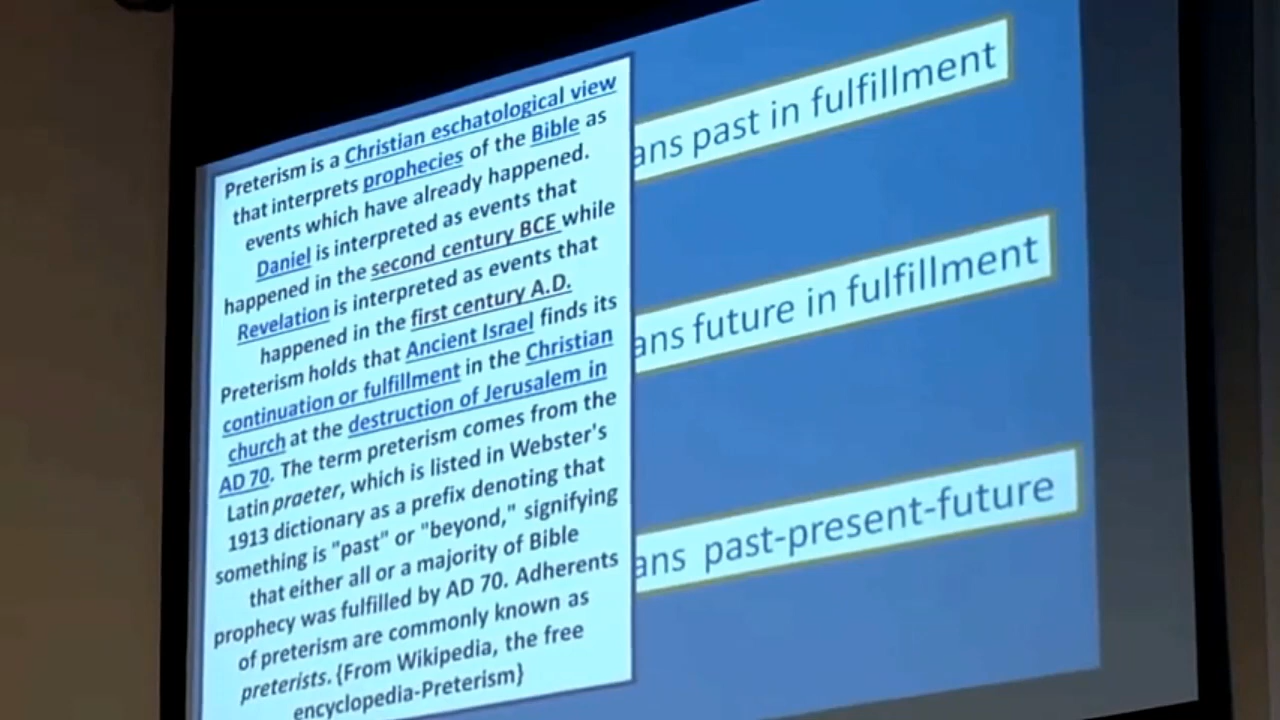 Preterism is a Christian eschatological view
that interprets prophecies of the Bible as
events which have already happened.
Daniel is interpreted as events that
happened in the second century BCE while
Revelation is interpreted as events that
happened in the first century A.D.
Preterism holds that Ancient Israel finds its
continuation or fulfillment in the Christian
church at the destruction of Jerusalem in
AD 70. The term preterism comes from the
Latin praeter, which is listed in Webster's
1913 dictionary as a prefix denoting that
something is "past" or "beyond," signifying
that either all or a majority of Bible
prophecy was fulfilled by AD 70. Adherents
of preterism are commonly known as
preterists. {From Wikipedia, the free
encyclopedia-Preterism}
ans past in fulfillment
ans future in fulfillment
ans past-present-future